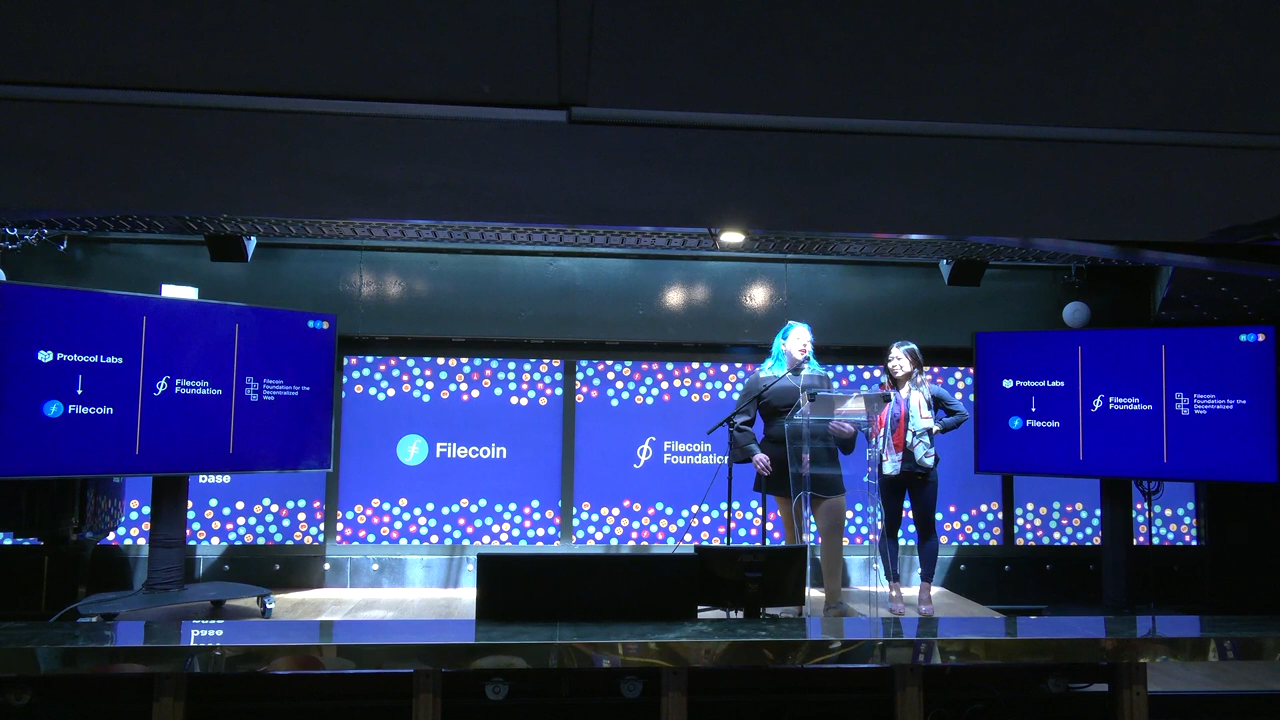 Protocol Labs
Filecoin
Filecoin
Foundation
Filecoin
Foundation for the
Decentralized
Web
base
Filecoin
Filecoin
Foundation
Protocol Labs
Filecoin
Filecoin
Foundation
Filecoin
Foundation for the
Decentralized
Web